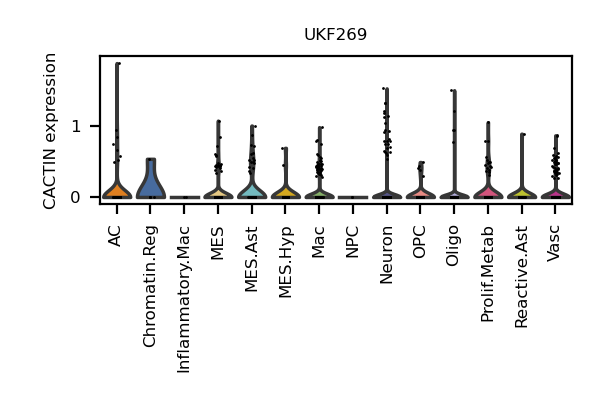 UKF269
CACTIN expression
1
0
AC
Chromatin.Reg
Inflammatory.Mac
MES
MES.Ast
MES.Hyp
Mac
NPC
Neuron
OPC
Oligo
Prolif.Metab
Reactive.Ast
Vasc